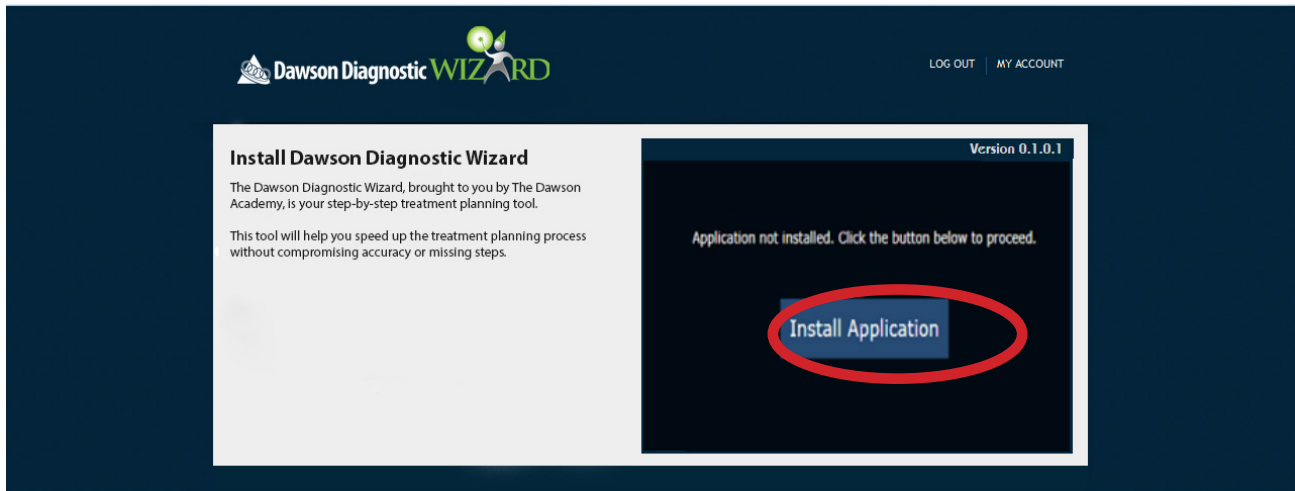 Dawson Diagnostic WIZARD
LOG OUT MY ACCOUNT
Install Dawson Diagnostic Wizard
The Dawson Diagnostic Wizard, brought to you by The Dawson
Academy, is your step-by-step treatment planning tool.
This tool will help you speed up the treatment planning process
without compromising accuracy or missing steps.
Version 0.1.0.1
Application not installed. Click the button below to proceed.
Install Application